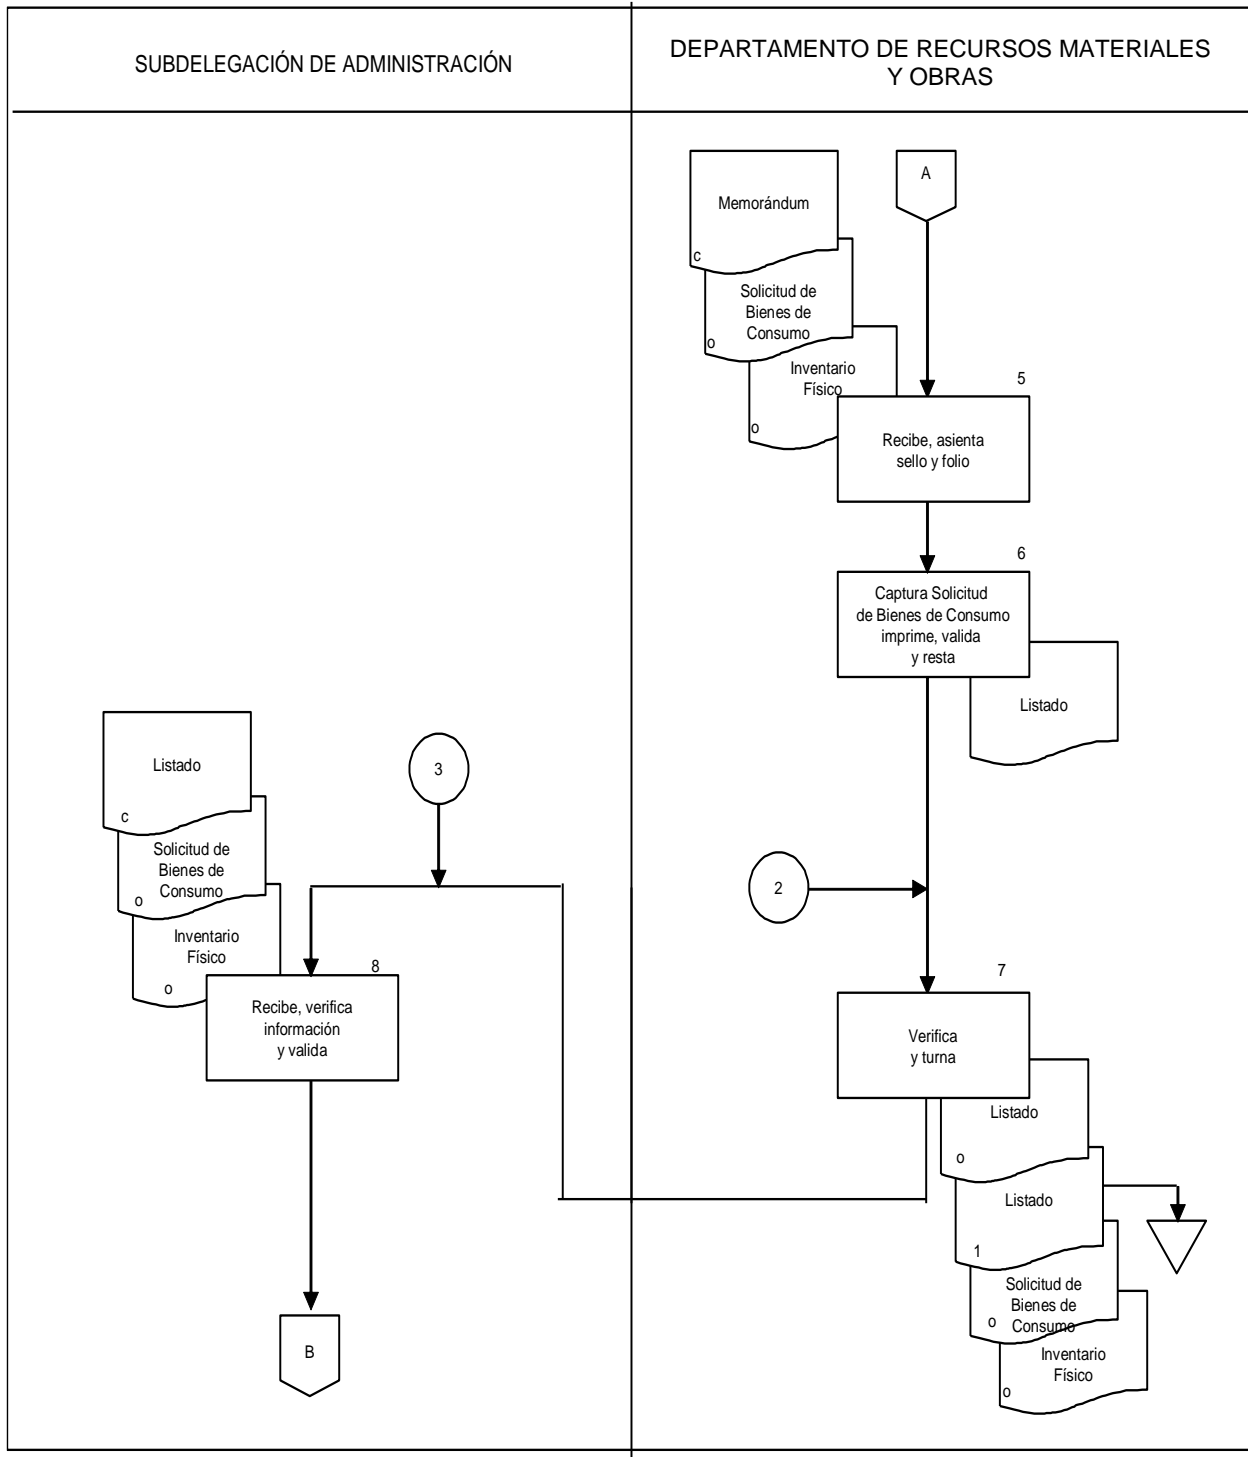 SUBDELEGACIÓN DE ADMINISTRACIÓN
DEPARTAMENTO DE RECURSOS MATERIALES
Y OBRAS
A
Memorándum
c
Solicitud de
Bienes de
Consumo
o
Inventario
Físico
o
5
Recibe, asienta
sello y folio
6
Captura Solicitud
de Bienes de Consumo
imprime, valida
y resta
Listado
Listado
c
Solicitud de
Bienes de
Consumo
o
Inventario
Físico
o
3
2
8
Recibe, verifica
información
y valida
7
Verifica
y turna
Listado
o
Listado
1
Solicitud de
Bienes de
Consumo
o
Inventario
Físico
o
B